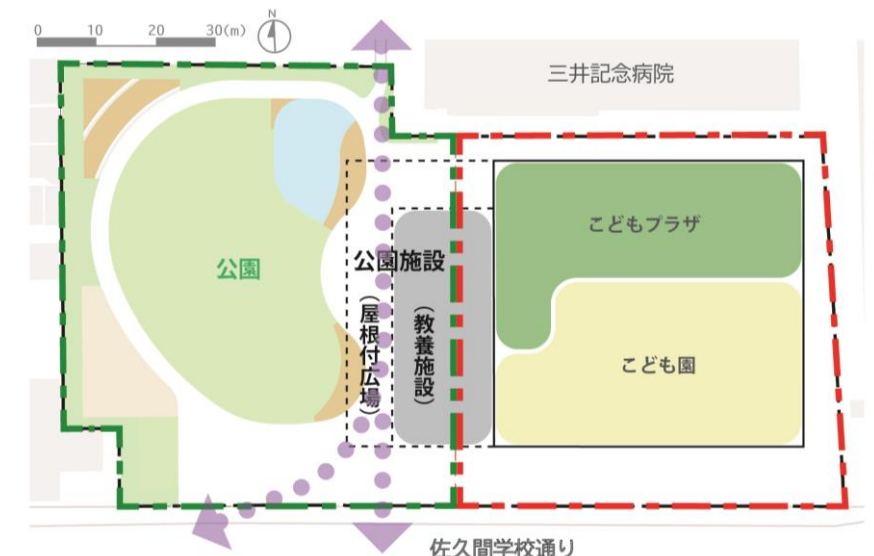 N
0 10 20 30(m)
三井記念病院
こどもプラザ
公園
公園施設
（屋根付広場）
（教養施設）
こども園
佐久間学校通り